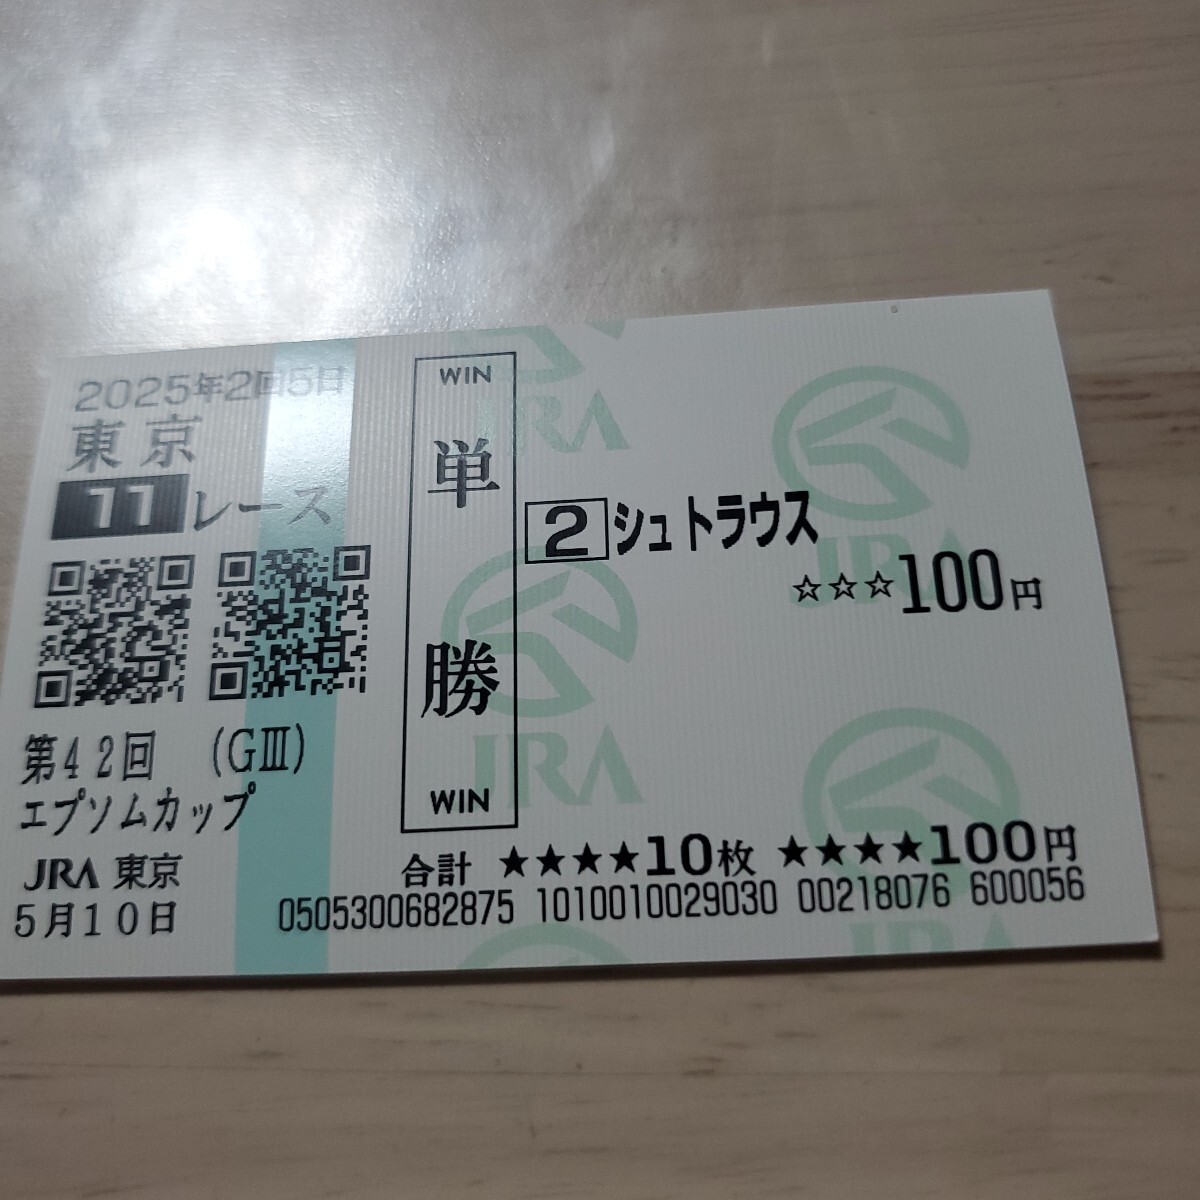 2025年2回5日
東京
11レース
第42回 (GⅢ)
エプソムカップ
JRA 東京
5月10日
WIN
単勝
WIN
2 シュトラウス
☆☆☆100円
合計 ★★★★10枚 ★★★★100円
0505300682875 1010010029030 00218076 600056
JRA
JRA
JRA
JRA